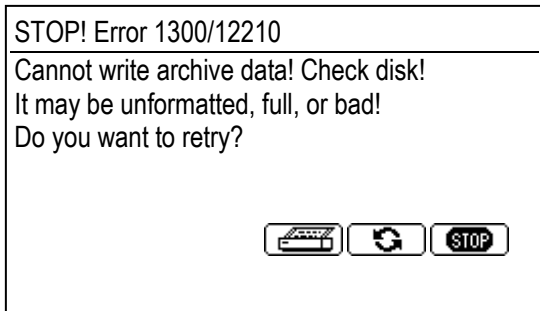 STOP! Error 1300/12210
Cannot write archive data! Check disk!
It may be unformatted, full, or bad!
Do you want to retry?
STOP